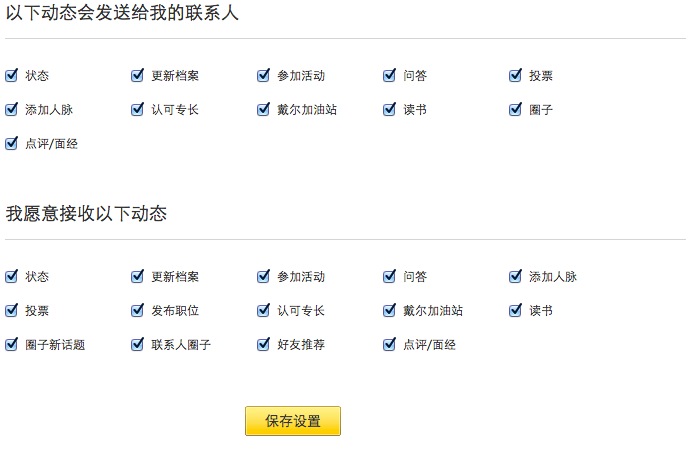 以下动态会发送给我的联系人
状态 更新档案 参加活动 问答 投票
添加人脉 认可专长 戴尔加油站 读书 圈子
点评/面经
我愿意接收以下动态
状态 更新档案 参加活动 问答 添加人脉
投票 发布职位 认可专长 戴尔加油站 读书
圈子新话题 联系人圈子 好友推荐 点评/面经
保存设置